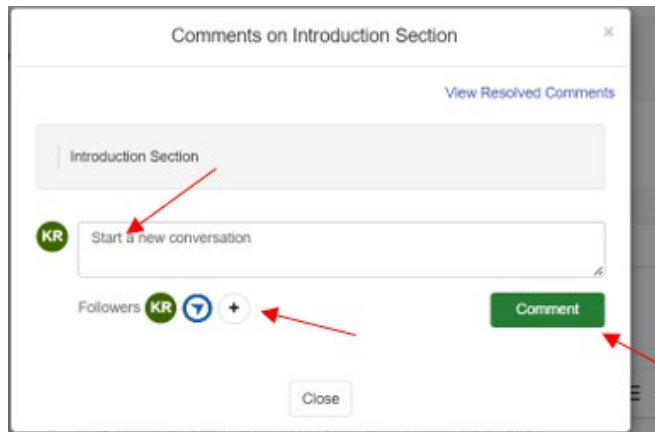 Comments on Introduction Section ×
View Resolved Comments
Introduction Section
KR Start a new conversation
Followers KR + Comment
Close